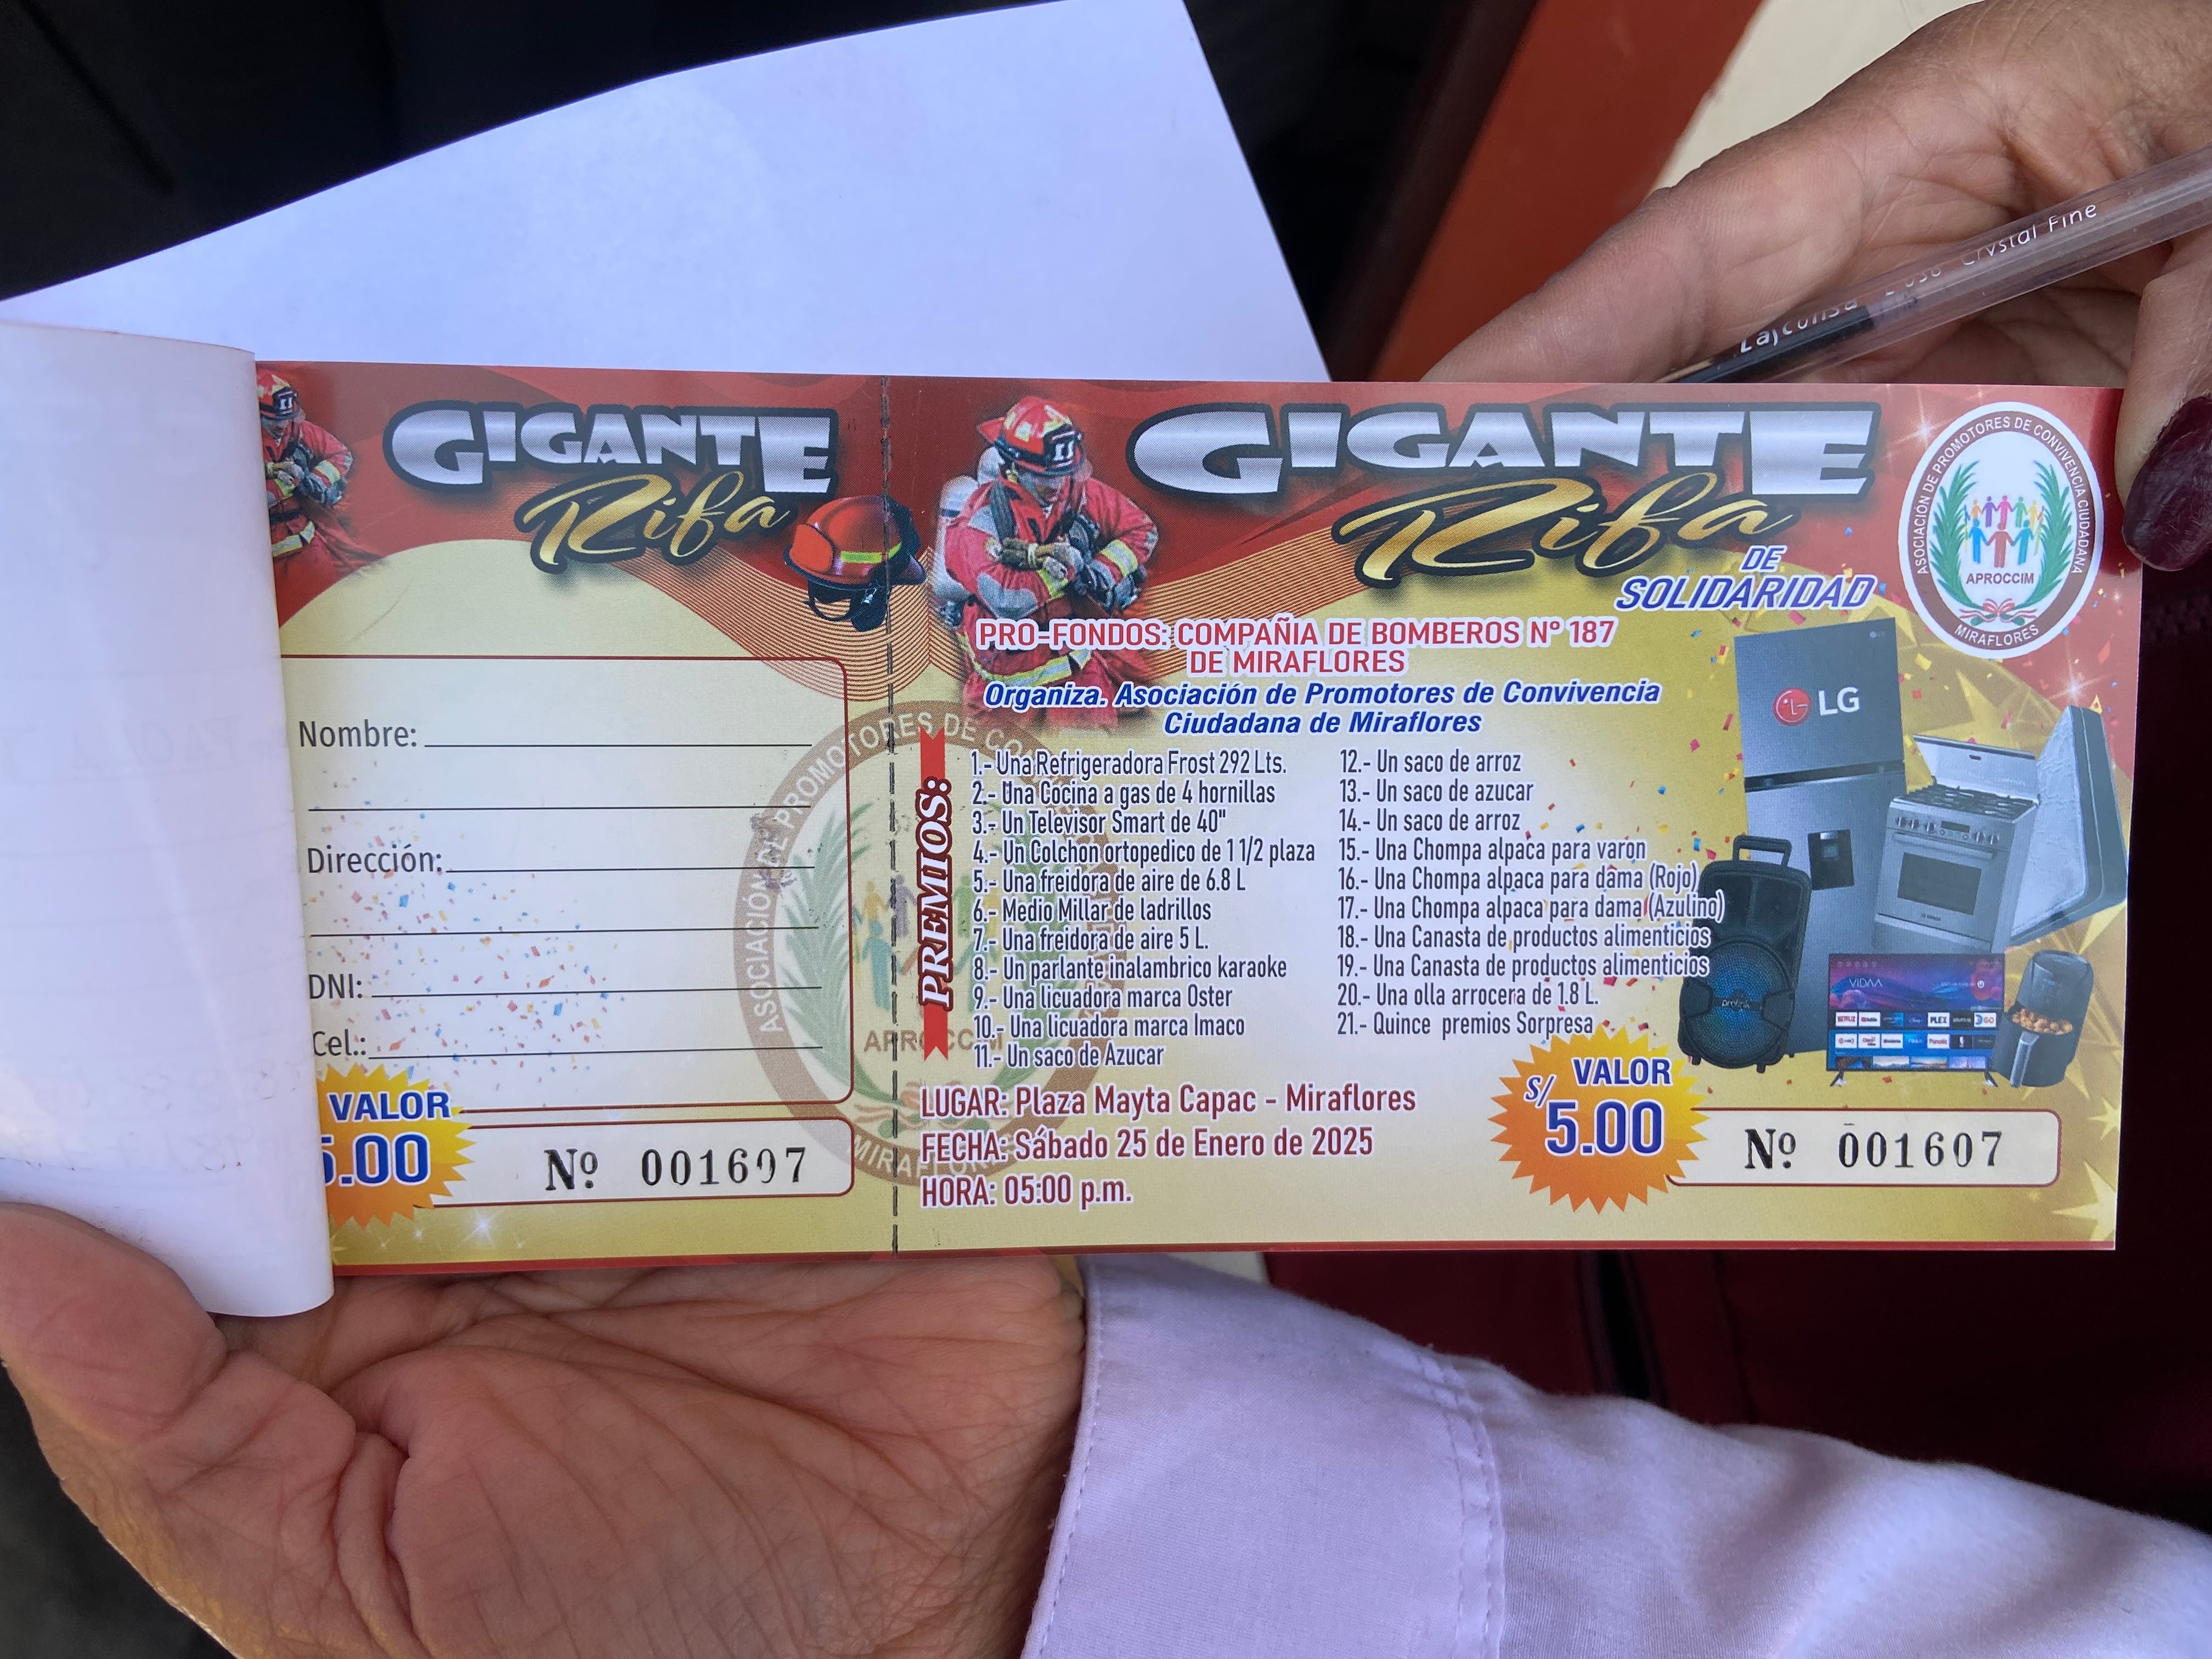 GIGANTE
Rifa
Nombre:
Dirección:
DNI:
Cel.:
VALOR
5.00
Nº 001607
GIGANTE
Rifa
DE
SOLIDARIDAD
ASOCIACIÓN DE PROMOTORES DE CONVIVENCIA CIUDADANA
APROCCIM
MIRAFLORES
PRO-FONDOS: COMPAÑIA DE BOMBEROS N° 187
DE MIRAFLORES
Organiza. Asociación de Promotores de Convivencia
Ciudadana de Miraflores
PREMIOS:
1.- Una Refrigeradora Frost 292 Lts.
2.- Una Cocina a gas de 4 hornillas
3.- Un Televisor Smart de 40"
4.- Un Colchon ortopedico de 1 1/2 plaza
5.- Una freidora de aire de 6.8 L
6.- Medio Millar de ladrillos
7.- Una freidora de aire 5 L.
8.- Un parlante inalambrico karaoke
9.- Una licuadora marca Oster
10.- Una licuadora marca Imaco
11.- Un saco de Azucar
12.- Un saco de arroz
13.- Un saco de azucar
14.- Un saco de arroz
15.- Una Chompa alpaca para varon
16.- Una Chompa alpaca para dama (Rojo)
17.- Una Chompa alpaca para dama (Azulino)
18.- Una Canasta de productos alimenticios
19.- Una Canasta de productos alimenticios
20.- Una olla arrocera de 1.8 L.
21.- Quince premios Sorpresa
LUGAR: Plaza Mayta Capac - Miraflores
FECHA: Sábado 25 de Enero de 2025
HORA: 05:00 p.m.
VALOR
S/ 5.00
Nº 001607
LG
VIDAA
NETFLIX
PLEX
ASOCIACIÓN DE PROMOTORES DE
APROCCIM
MIRAFLORES
Crystal Fine